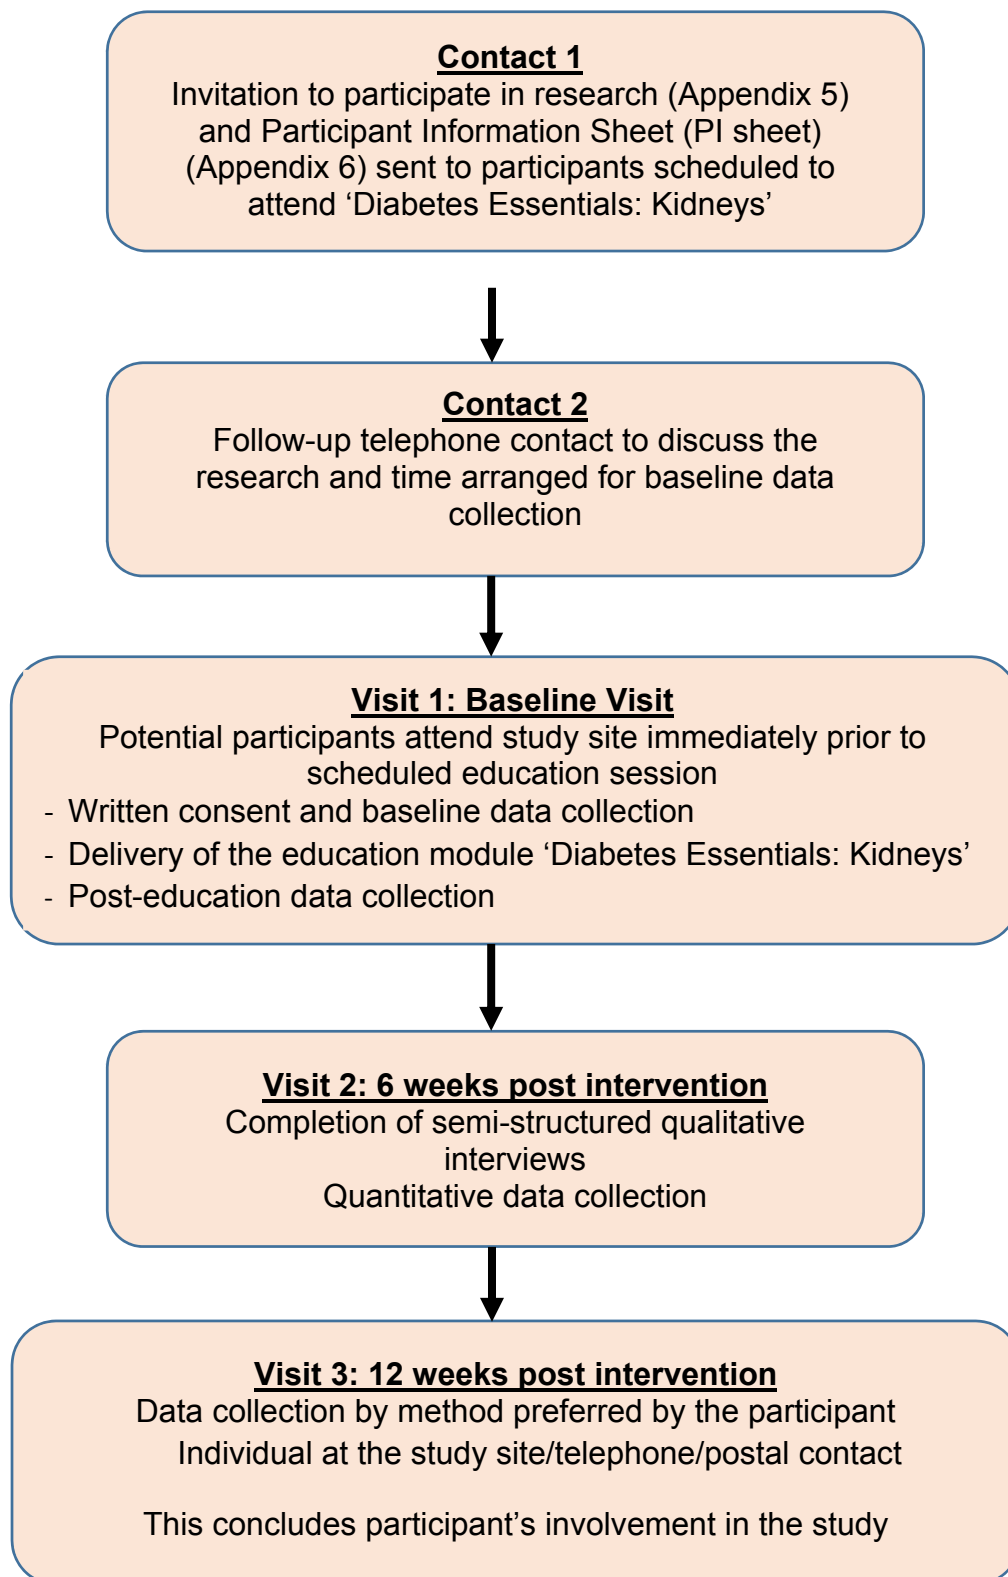 Contact 1
Invitation to participate in research (Appendix 5)
and Participant Information Sheet (PI sheet)
(Appendix 6) sent to participants scheduled to
attend ‘Diabetes Essentials: Kidneys’
Contact 2
Follow-up telephone contact to discuss the
research and time arranged for baseline data
collection
Visit 1: Baseline Visit
Potential participants attend study site immediately prior to
scheduled education session
- Written consent and baseline data collection
- Delivery of the education module ‘Diabetes Essentials: Kidneys’
- Post-education data collection
Visit 2: 6 weeks post intervention
Completion of semi-structured qualitative
interviews
Quantitative data collection
Visit 3: 12 weeks post intervention
Data collection by method preferred by the participant
Individual at the study site/telephone/postal contact
This concludes participant’s involvement in the study